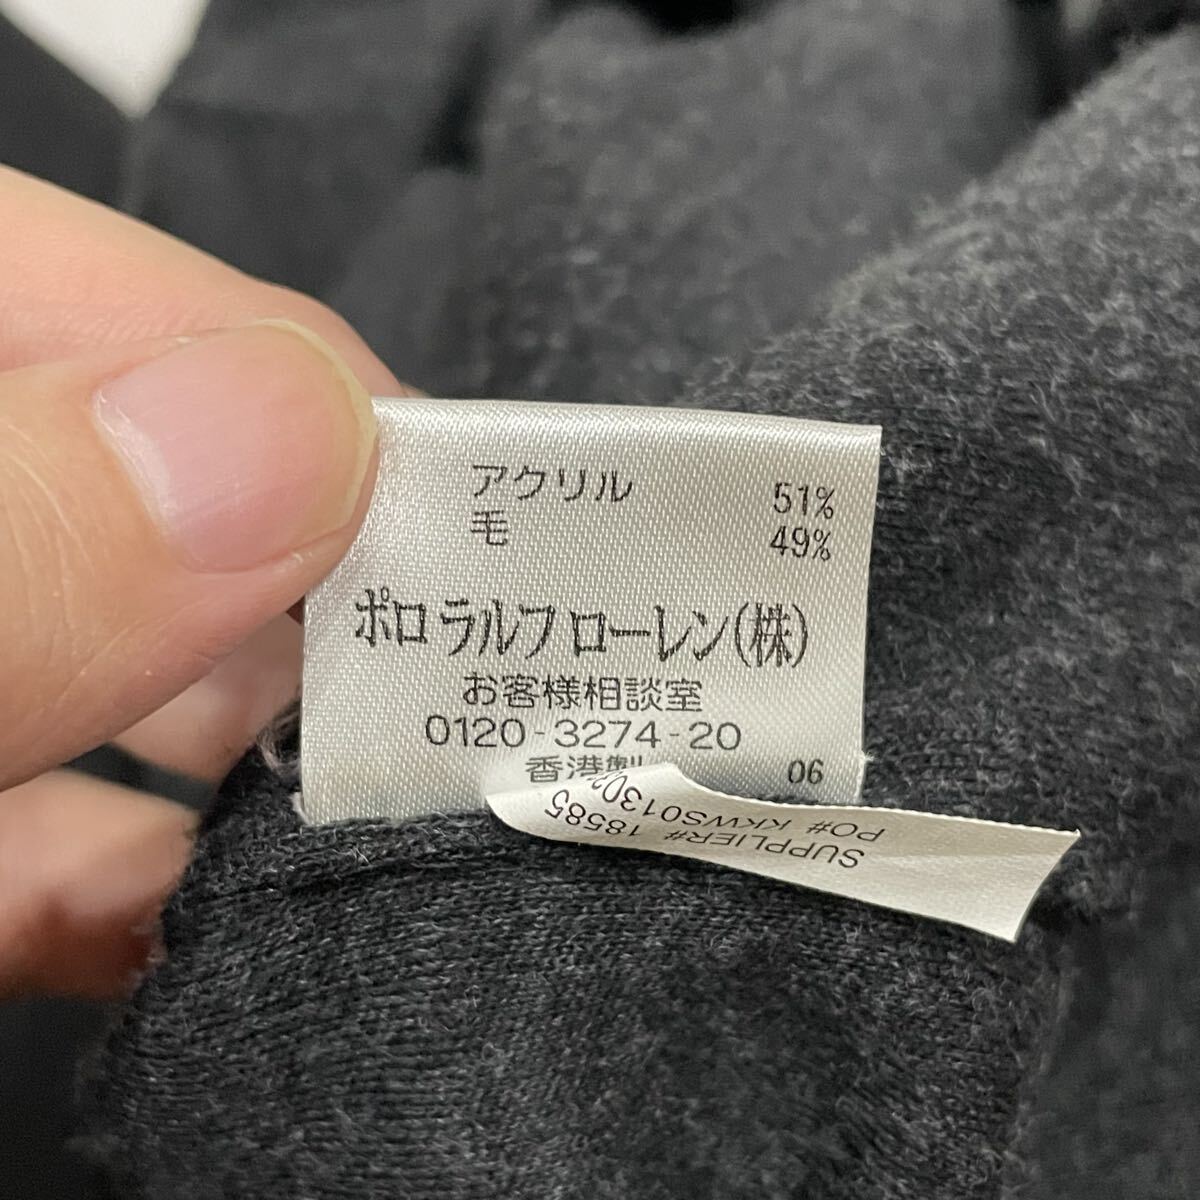 アクリル 51%
毛 49%
ポロ ラルフ ローレン(株)
お客様相談室
0120-3274-20
香港製 06
SUPPLIER# 18585
PO#